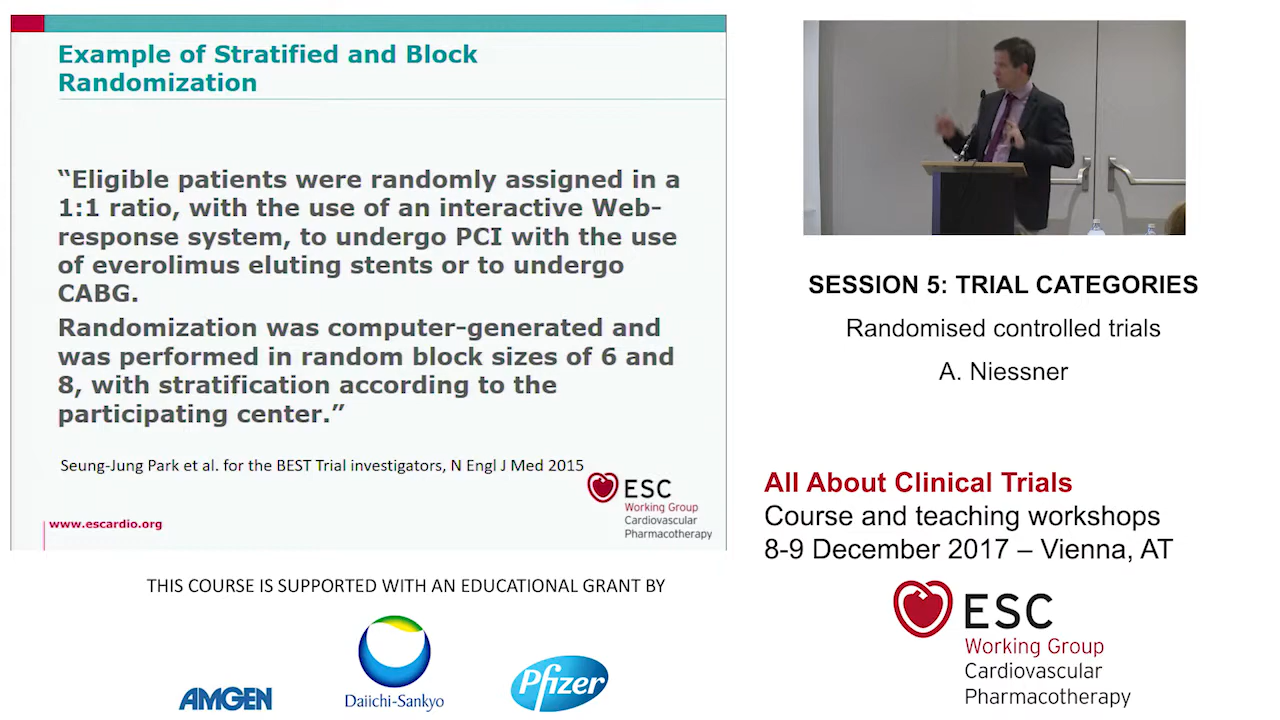 Example of Stratified and Block
Randomization
“Eligible patients were randomly assigned in a
1:1 ratio, with the use of an interactive Web-
response system, to undergo PCI with the use
of everolimus eluting stents or to undergo
CABG.
Randomization was computer-generated and
was performed in random block sizes of 6 and
8, with stratification according to the
participating center.”
Seung-Jung Park et al. for the BEST Trial investigators, N Engl J Med 2015
ESC
Working Group
Cardiovascular
Pharmacotherapy
www.escardio.org
THIS COURSE IS SUPPORTED WITH AN EDUCATIONAL GRANT BY
AMGEN
Daiichi-Sankyo
Pfizer
SESSION 5: TRIAL CATEGORIES
Randomised controlled trials
A. Niessner
All About Clinical Trials
Course and teaching workshops
8-9 December 2017 – Vienna, AT
ESC
Working Group
Cardiovascular
Pharmacotherapy